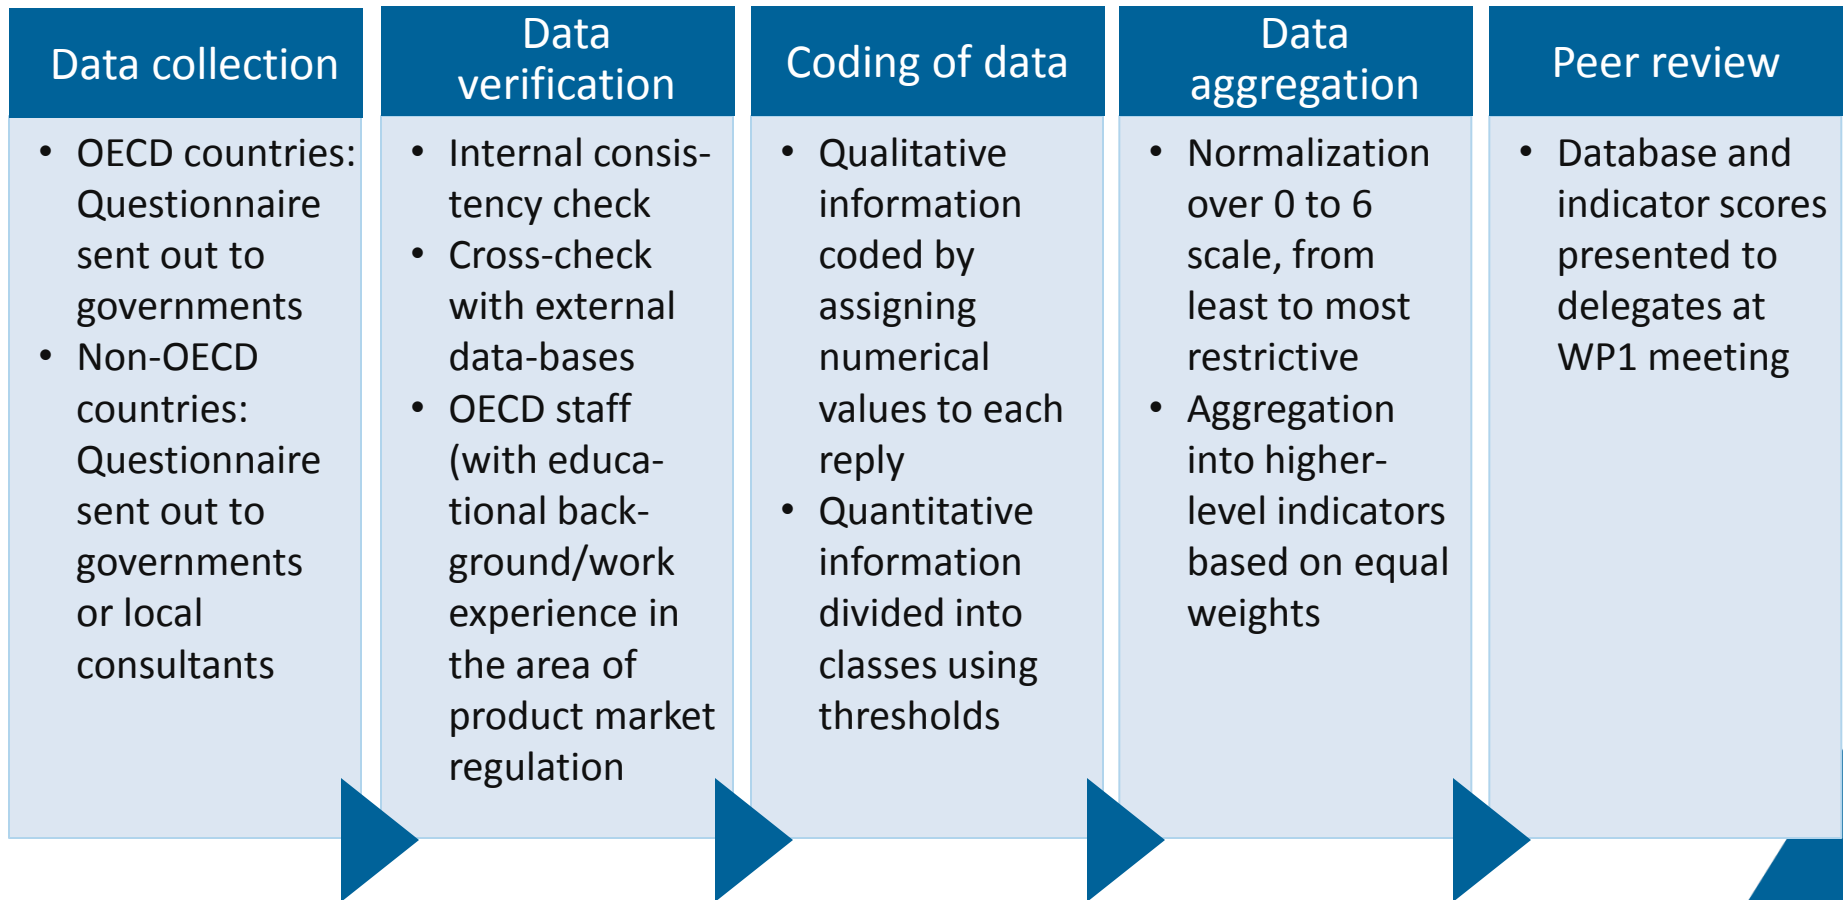 Data collection
• OECD countries:
Questionnaire
sent out to
governments
• Non-OECD
countries:
Questionnaire
sent out to
governments
or local
consultants
Data
verification
• Internal consis-
tency check
• Cross-check
with external
data-bases
• OECD staff
(with educa-
tional back-
ground/work
experience in
the area of
product market
regulation
Coding of data
• Qualitative
information
coded by
assigning
numerical
values to each
reply
• Quantitative
information
divided into
classes using
thresholds
Data
aggregation
• Normalization
over 0 to 6
scale, from
least to most
restrictive
• Aggregation
into higher-
level indicators
based on equal
weights
Peer review
• Database and
indicator scores
presented to
delegates at
WP1 meeting